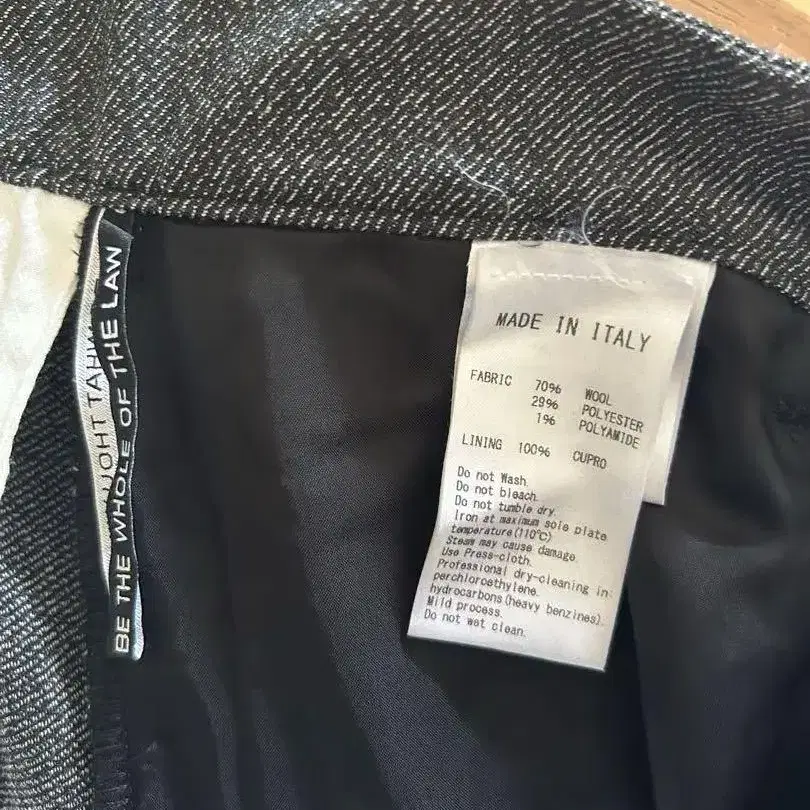 BE THE WHOLE OF THE LAW
MADE IN ITALY
FABRIC 70% WOOL
29% POLYESTER
1% POLYAMIDE
LINING 100% CUPRO
Do not Wash.
Do not bleach.
Do not tumble dry.
Iron at maximum sole plate
temperature(110℃)
Steam may cause damage.
Use Press-cloth.
Professional dry-cleaning in:
perchloroethylene.
hydrocarbons(heavy benzines).
Mild process.
Do not wet clean.